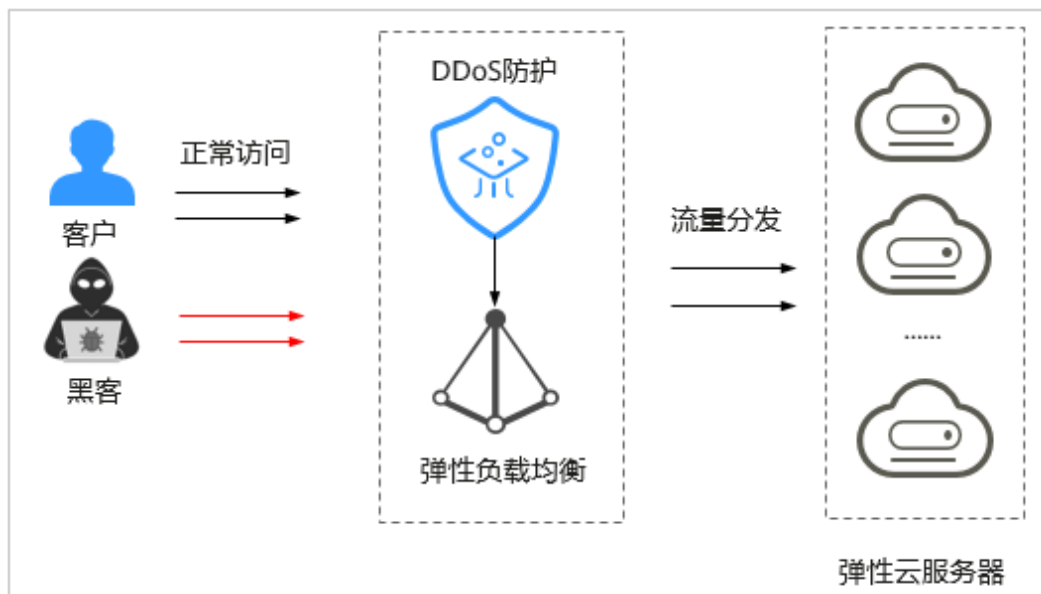 DDoS防护
正常访问
客户
黑客
弹性负载均衡
流量分发
……
弹性云服务器